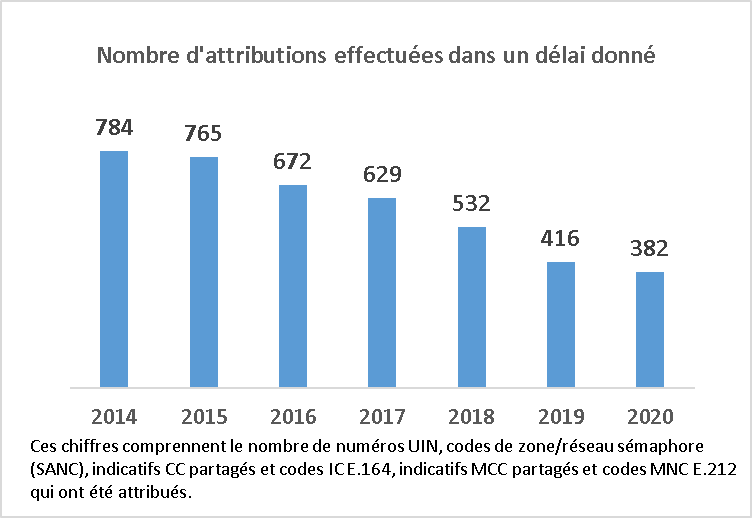 Nombre d'attributions effectuées dans un délai donné
784
765
672
629
532
416
382
2014 2015 2016 2017 2018 2019 2020
Ces chiffres comprennent le nombre de numéros UIN, codes de zone/réseau sémaphore
(SANC), indicatifs CC partagés et codes IC E.164, indicatifs MCC partagés et codes MNC E.212
qui ont été attribués.